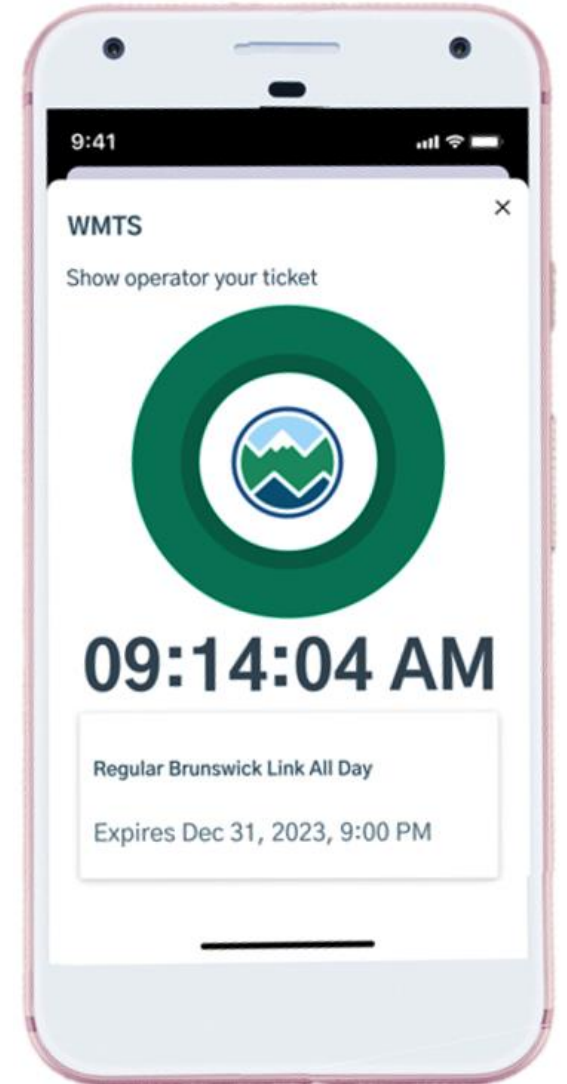 9:41
WMTS
Show operator your ticket
09:14:04 AM
Regular Brunswick Link All Day
Expires Dec 31, 2023, 9:00 PM